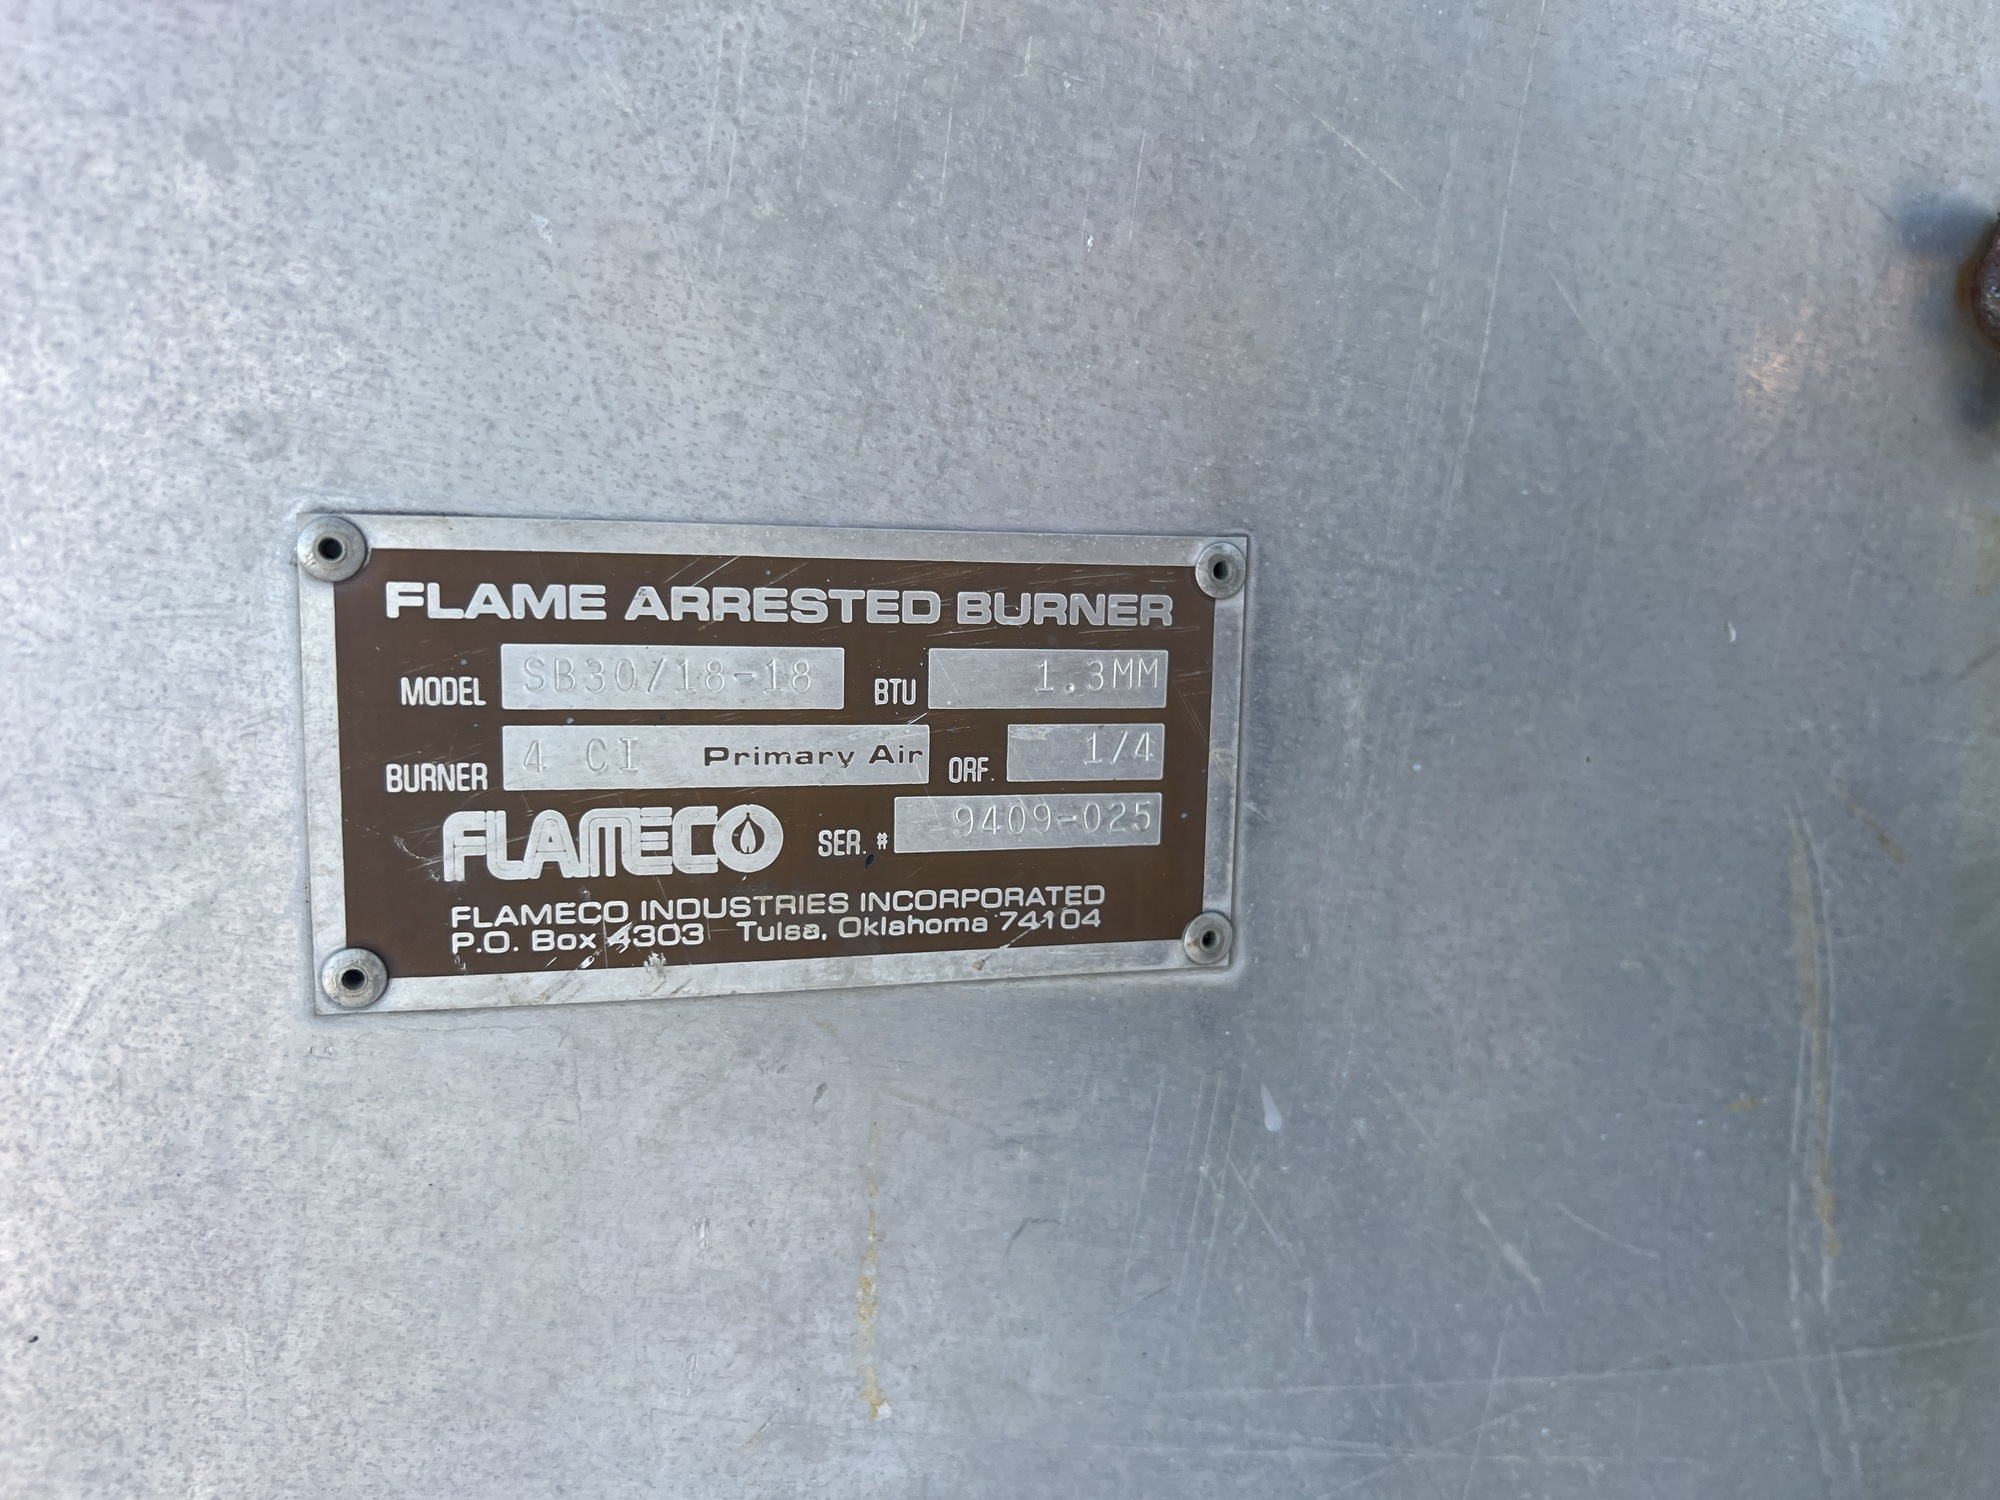 FLAME ARRESTED BURNER
MODEL SB30/18-18 BTU 1.3MM
BURNER 4 CI Primary Air ORF. 1/4
FLAMECO SER. # 9409-025
FLAMECO INDUSTRIES INCORPORATED
P.O. Box 4303 Tulsa, Oklahoma 74104